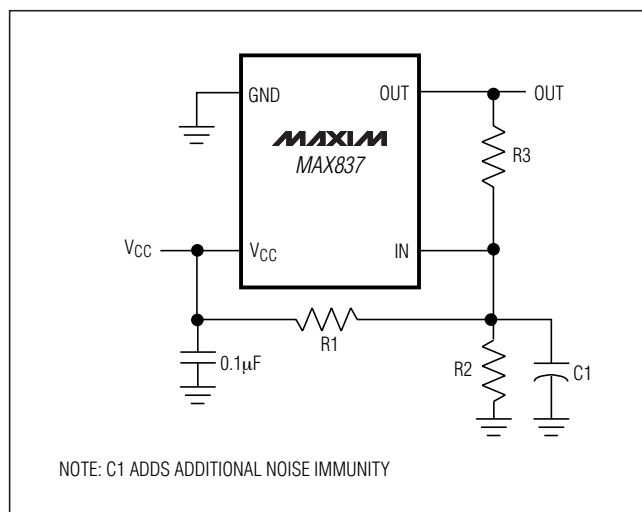 GND
OUT
OUT
MAXIM
MAX837
R3
VCC
VCC
IN
R1
0.1µF
R2
C1
NOTE: C1 ADDS ADDITIONAL NOISE IMMUNITY